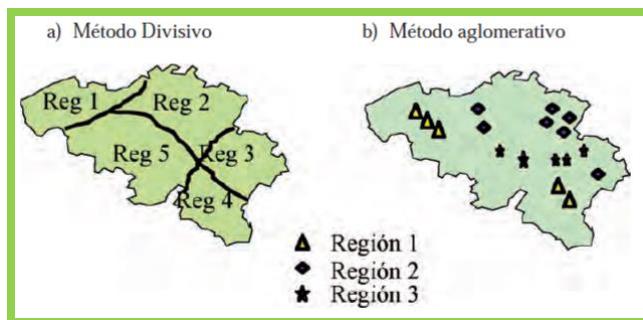 a) Método Divisivo
b) Método aglomerativo
Reg 1
Reg 2
Reg 5
Reg 3
Reg 4
Región 1
Región 2
Región 3